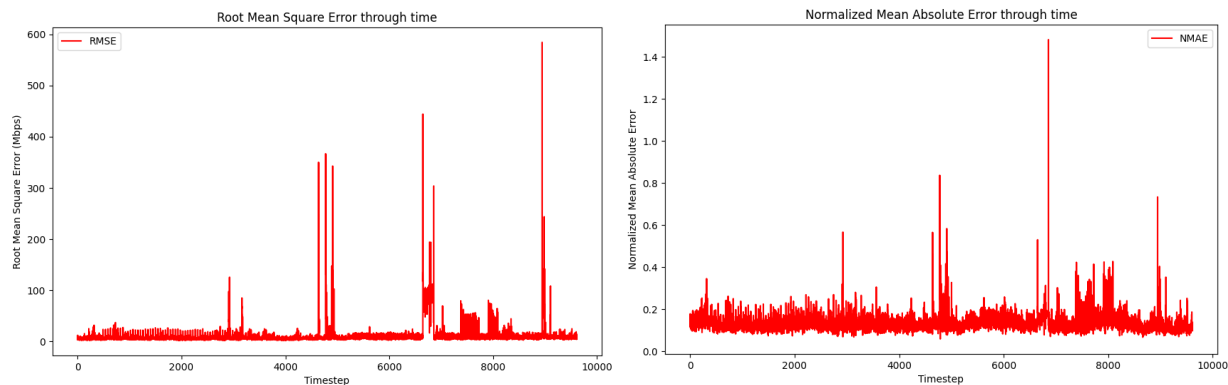 Root Mean Square Error through time
RMSE
Root Mean Square Error (Mbps)
600
500
400
300
200
100
0
0 2000 4000 6000 8000 10000
Timestep
Normalized Mean Absolute Error through time
NMAE
Normalized Mean Absolute Error
1.4
1.2
1.0
0.8
0.6
0.4
0.2
0.0
0 2000 4000 6000 8000 10000
Timestep